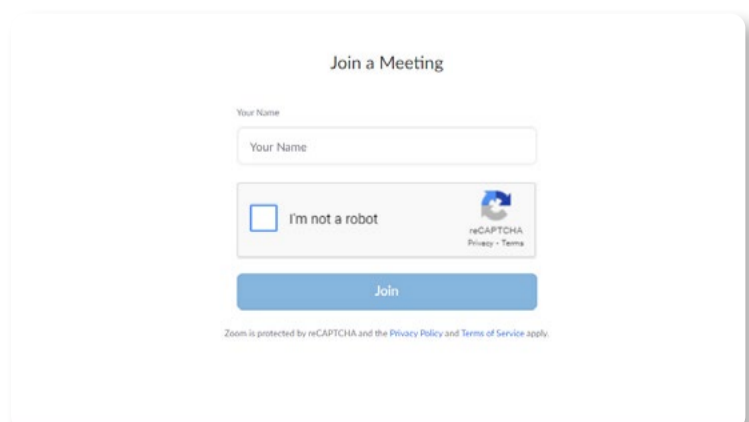 Join a Meeting
Your Name
Your Name
I'm not a robot
reCAPTCHA
Privacy - Terms
Join
Zoom is protected by reCAPTCHA and the Privacy Policy and Terms of Service apply.